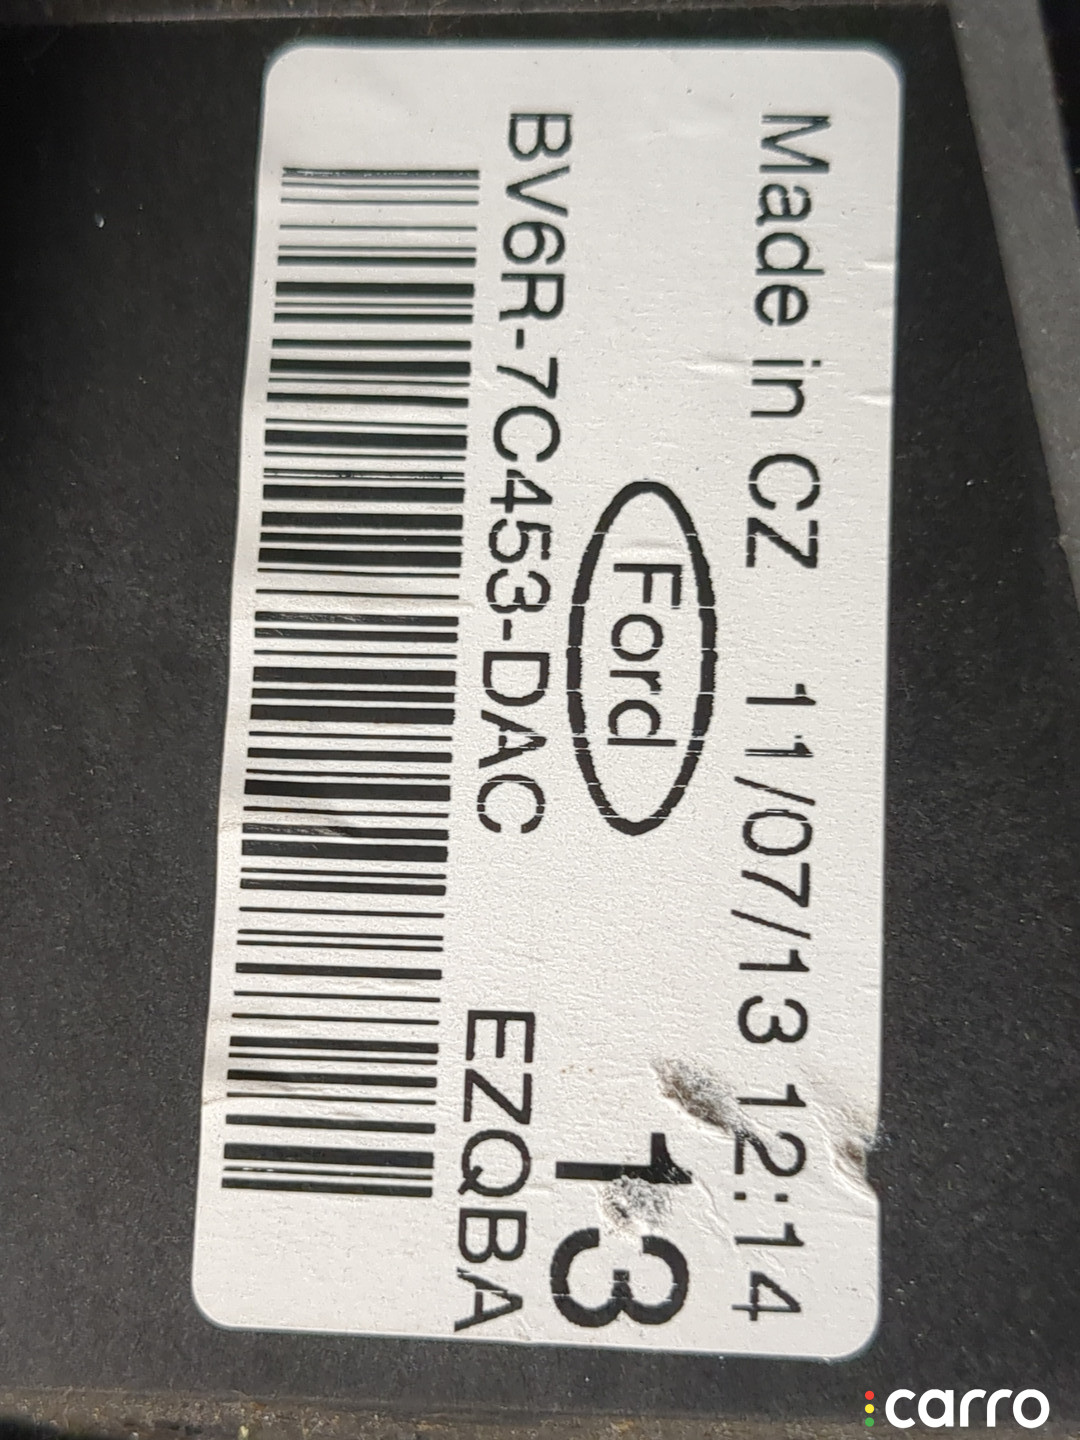 Made in CZ 11/07/13 12:14
Ford
13
BV6R-7C453-DAC EZQBA
carro